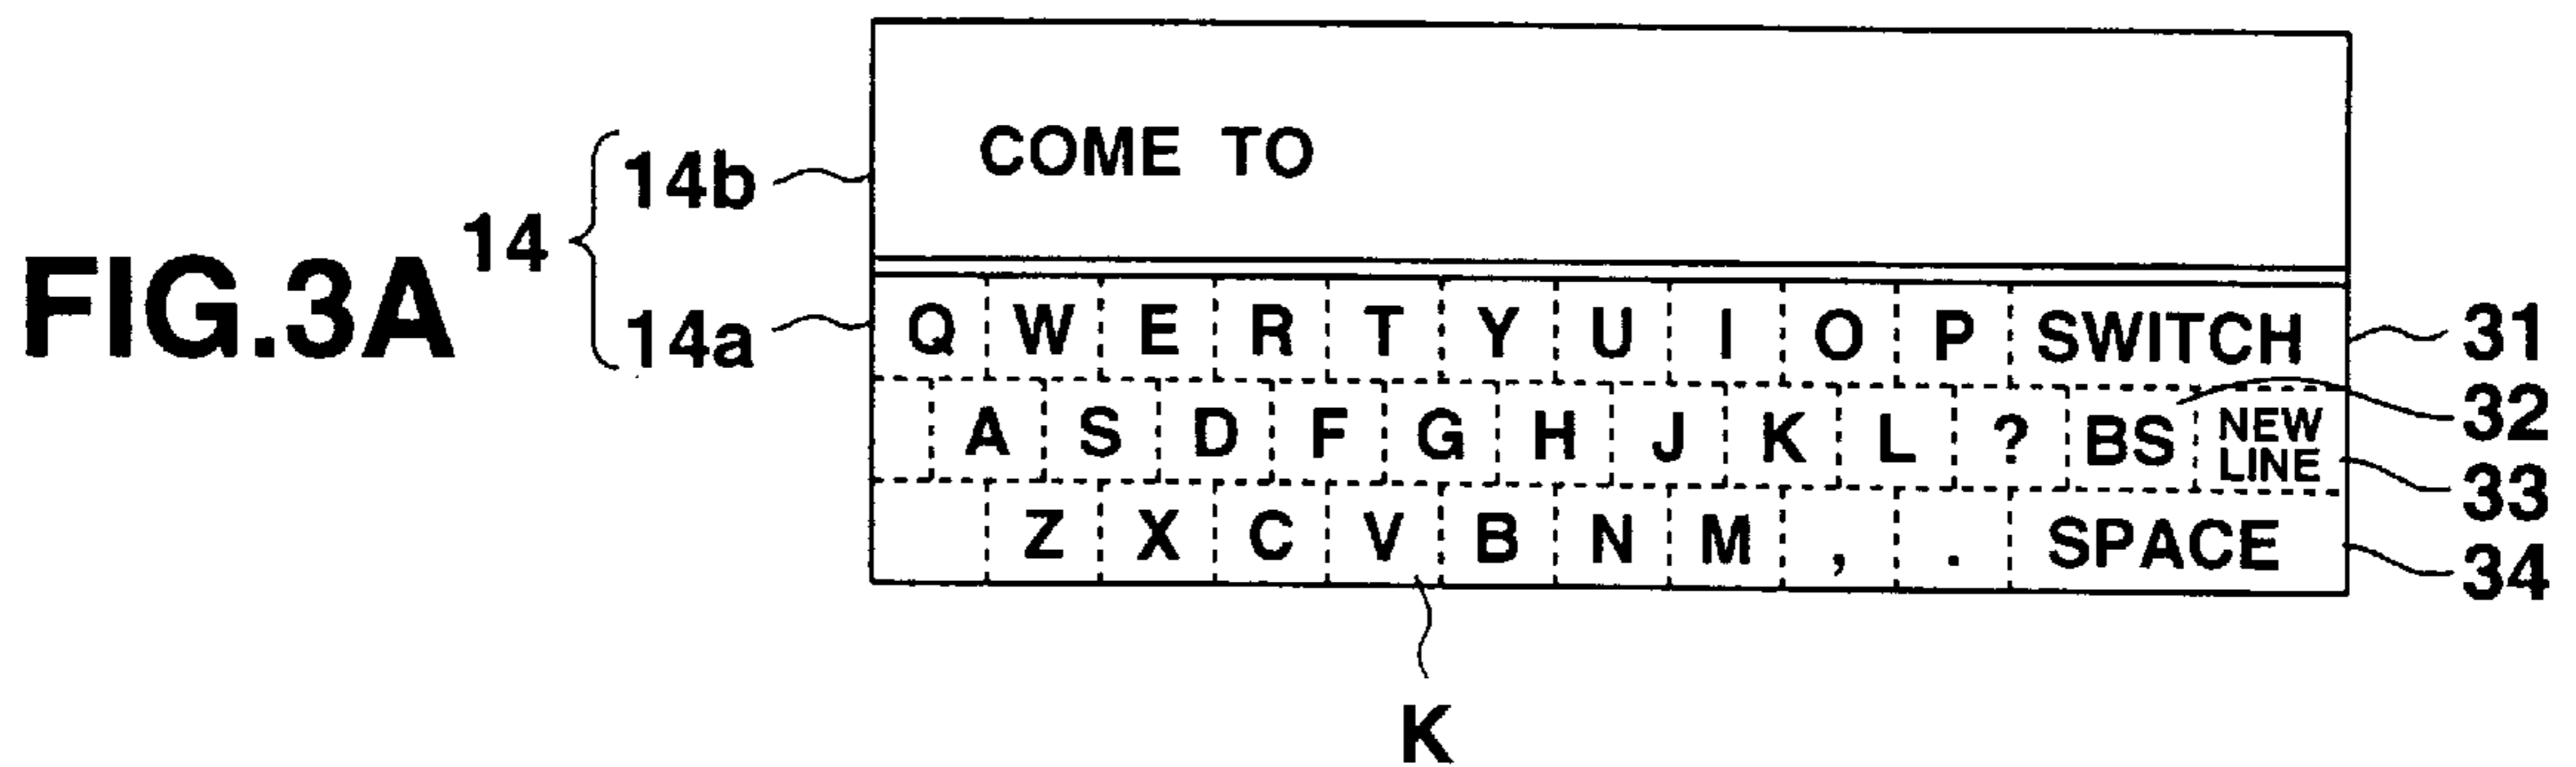 COME TO
14b
14
FIG.3A
14a
Q W E R T Y U I O P SWITCH
31
A S D F G H J K L ? BS NEW LINE
32
33
Z X C V B N M , . SPACE
34
K